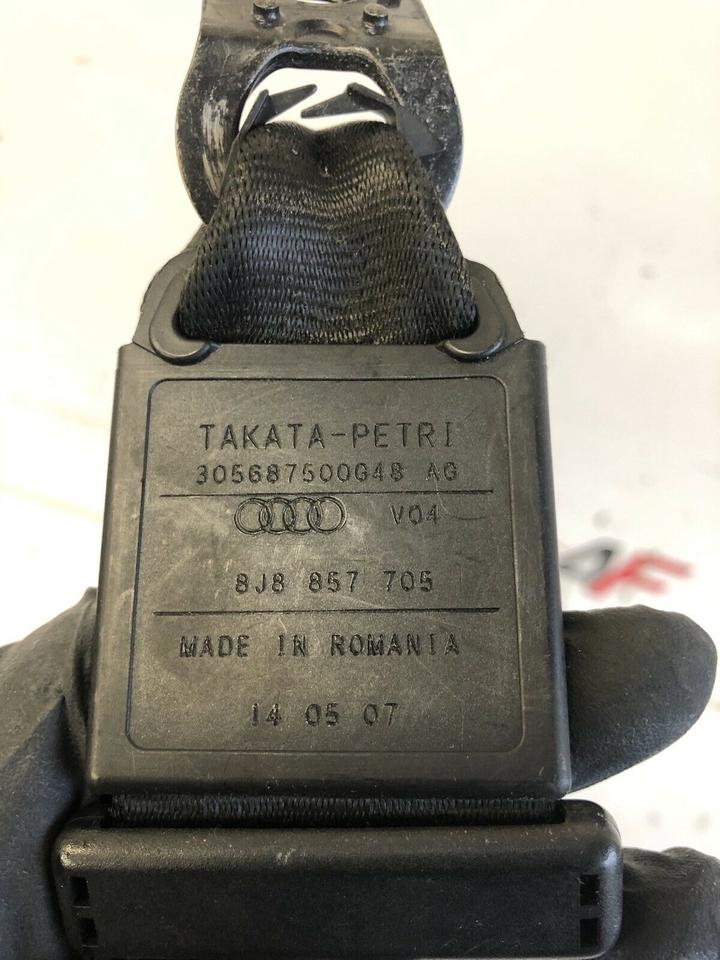 TAKATA-PETRI
305687500G48 AG
V04
8J8 857 705
MADE IN ROMANIA
14 05 07